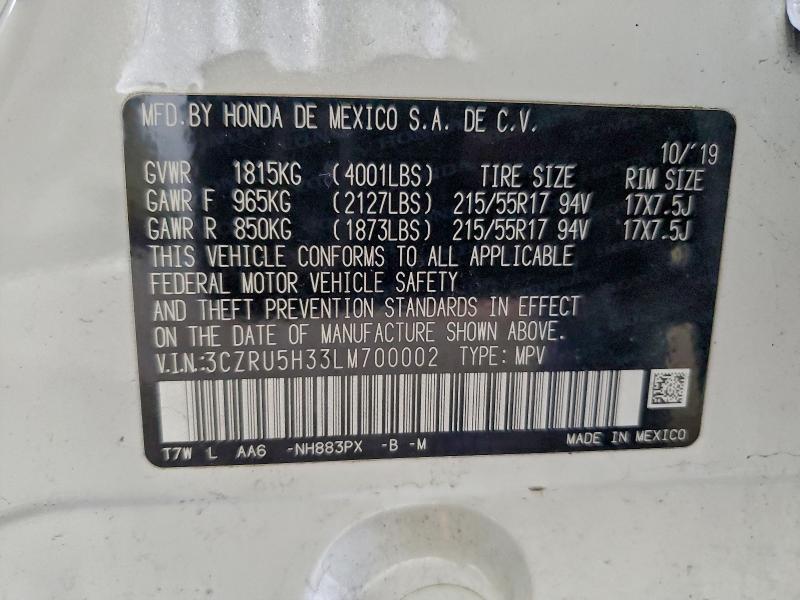 MFD.BY HONDA DE MEXICO S.A. DE C.V.
10/'19
GVWR 1815KG (4001LBS) TIRE SIZE RIM SIZE
GAWR F 965KG (2127LBS) 215/55R17 94V 17X7.5J
GAWR R 850KG (1873LBS) 215/55R17 94V 17X7.5J
THIS VEHICLE CONFORMS TO ALL APPLICABLE
FEDERAL MOTOR VEHICLE SAFETY
AND THEFT PREVENTION STANDARDS IN EFFECT
ON THE DATE OF MANUFACTURE SHOWN ABOVE.
V.I.N:3CZRU5H33LM700002 TYPE: MPV
T7W L AA6 -NH883PX -B -M MADE IN MEXICO